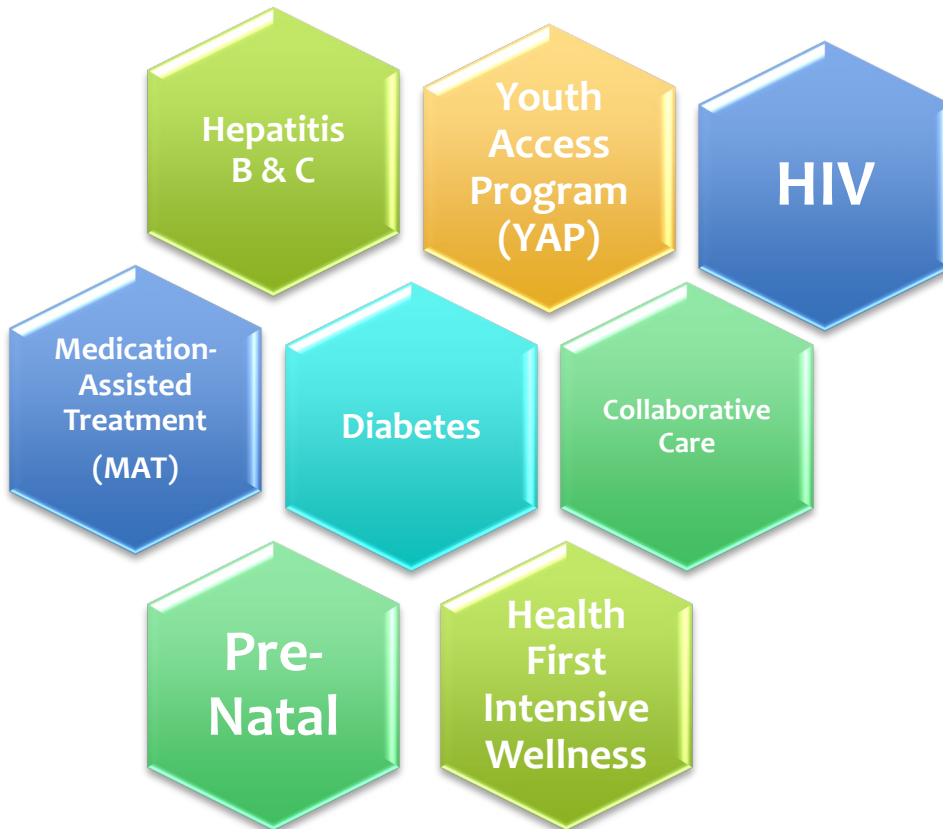 Hepatitis
B & C
Youth
Access
Program
(YAP)
HIV
Medication-
Assisted
Treatment
(MAT)
Diabetes
Collaborative
Care
Pre-
Natal
Health
First
Intensive
Wellness